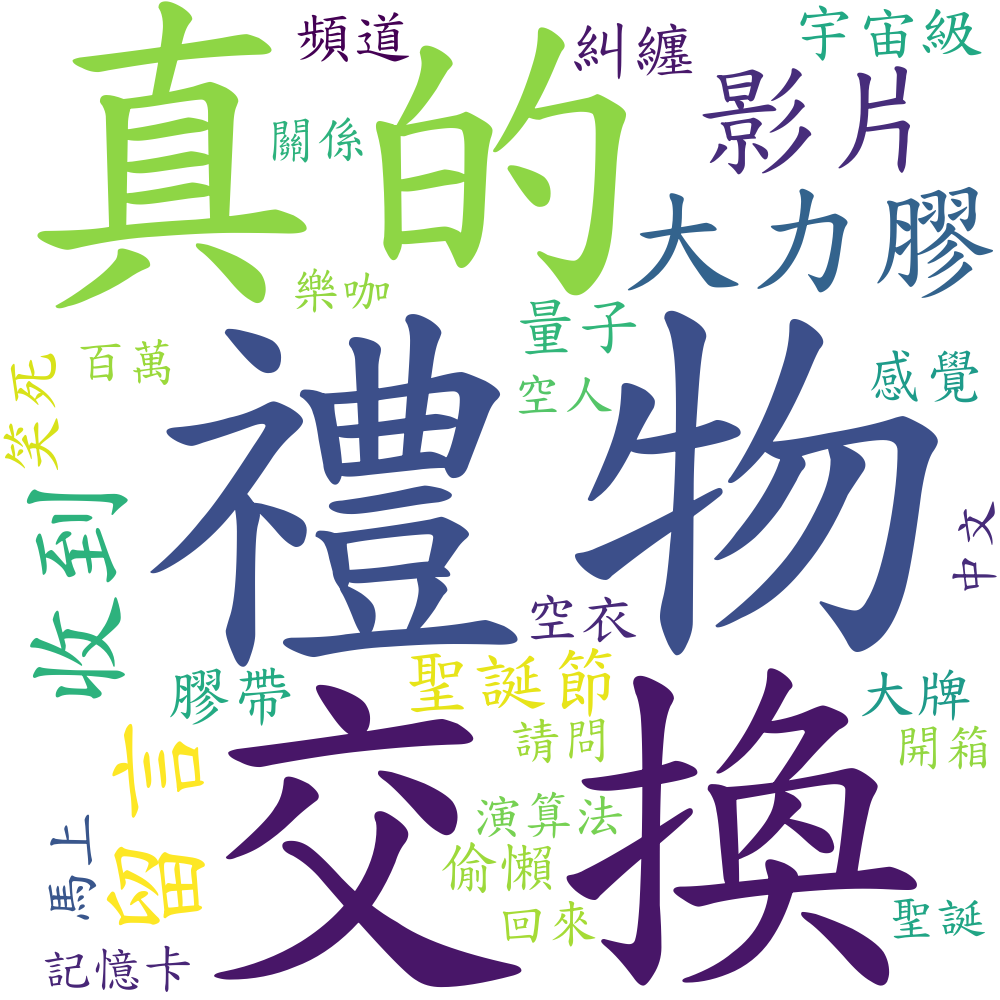 真的
頻道
糾纏
宇宙級
影片
關係
大力膠
樂咖
量子
百萬
空人
感覺
笑死
禮物
收到
中文
空衣
膠帶
聖誕節
大牌
請問
開箱
留言
交換
演算法
偷懶
馬上
回來
聖誕
記憶卡